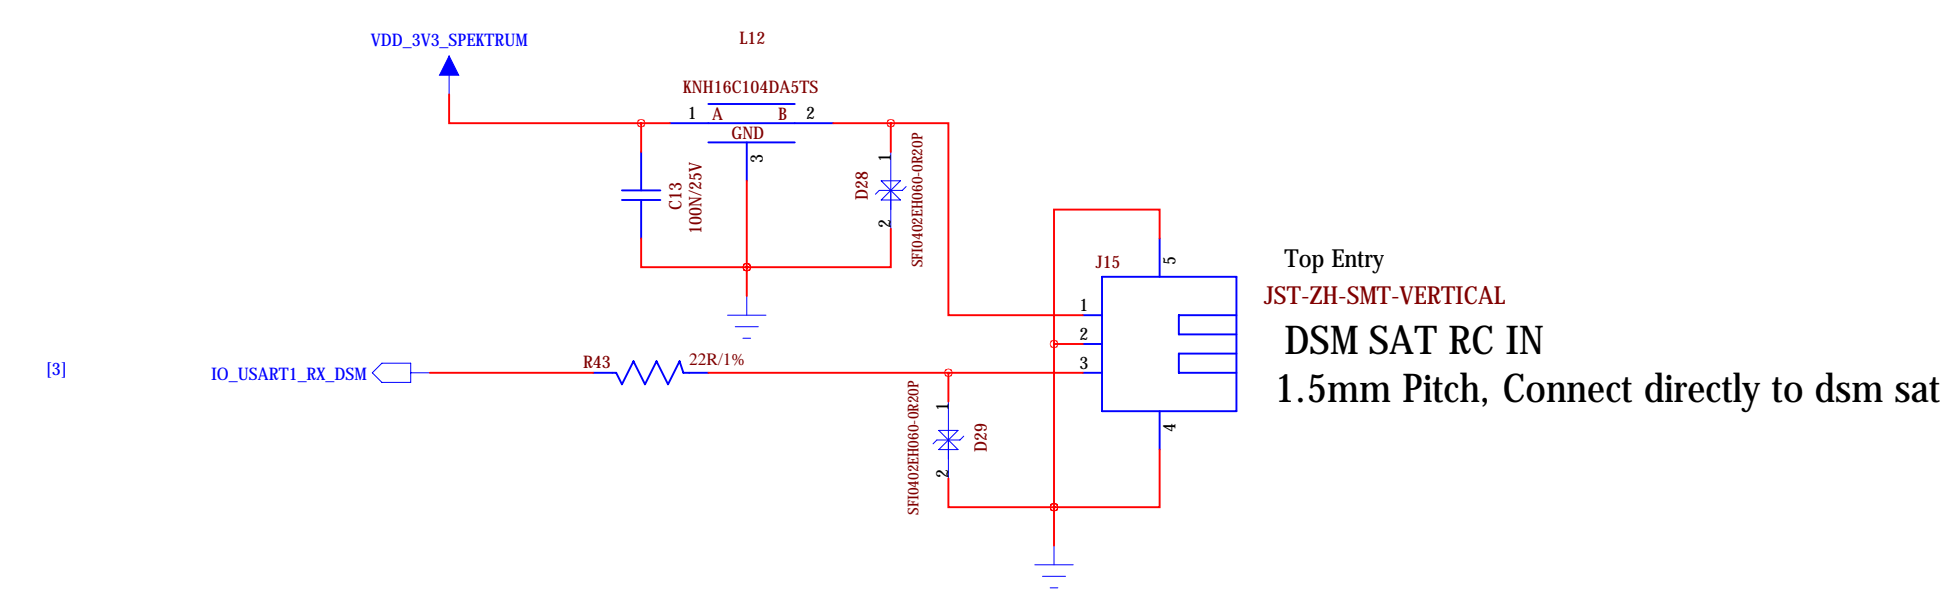 VDD_3V3_SPEKTRUM
L12
KNH16C104DA5TS
1 A B 2
GND
3
C13
100N/25V
1
D28
2
SFI0402EH060-0R20P
J15
5
Top Entry
JST-ZH-SMT-VERTICAL
1
2
3
DSM SAT RC IN
1.5mm Pitch, Connect directly to dsm sat
[3]
IO_USART1_RX_DSM
R43
22R/1%
SFI0402EH060-0R20P
1
D29
2
4